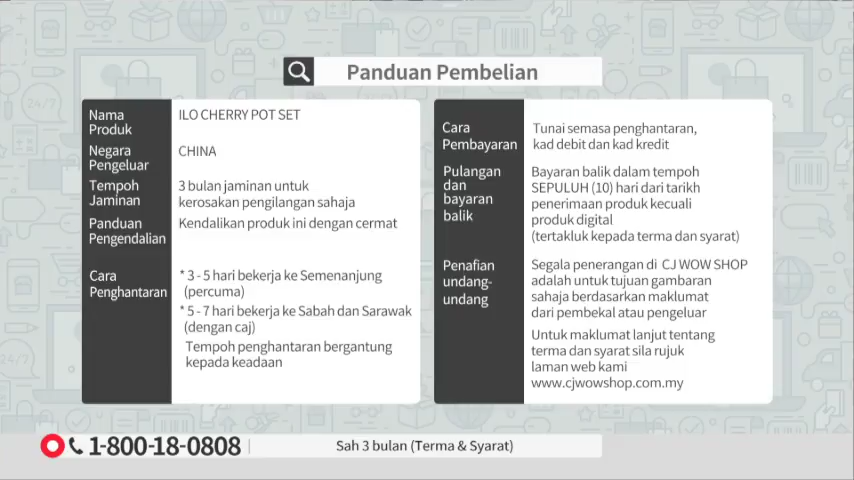 Panduan Pembelian
Nama
Produk
ILO CHERRY POT SET
Negara
Pengeluar
CHINA
Tempoh
Jaminan
3 bulan jaminan untuk
kerosakan pengilangan sahaja
Panduan
Pengendalian
Kendalikan produk ini dengan cermat
Cara
Penghantaran
* 3 - 5 hari bekerja ke Semenanjung
(percuma)
* 5 - 7 hari bekerja ke Sabah dan Sarawak
(dengan caj)
Tempoh penghantaran bergantung
kepada keadaan
Cara
Pembayaran
Tunai semasa penghantaran,
kad debit dan kad kredit
Pulangan
dan
bayaran
balik
Bayaran balik dalam tempoh
SEPULUH (10) hari dari tarikh
penerimaan produk kecuali
produk digital
(tertakluk kepada terma dan syarat)
Penafian
undang-
undang
Segala penerangan di CJ WOW SHOP
adalah untuk tujuan gambaran
sahaja berdasarkan maklumat
dari pembekal atau pengeluar
Untuk maklumat lanjut tentang
terma dan syarat sila rujuk
laman web kami
www.cjwowshop.com.my
1-800-18-0808
Sah 3 bulan (Terma & Syarat)
24/7
24/7